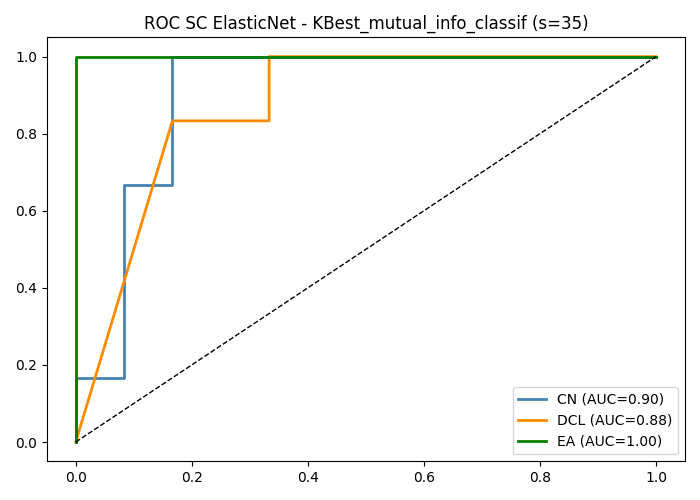 ROC SC ElasticNet - KBest_mutual_info_classif (s=35)
1.0
0.8
0.6
0.4
0.2
0.0
0.0 0.2 0.4 0.6 0.8 1.0
CN (AUC=0.90)
DCL (AUC=0.88)
EA (AUC=1.00)